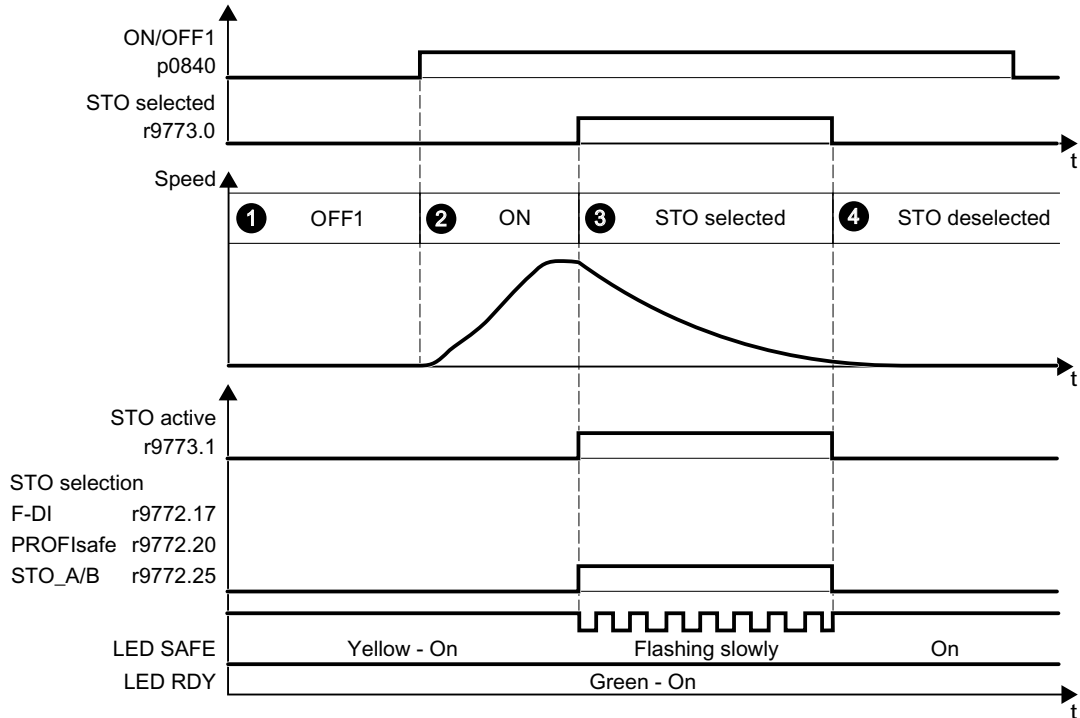 ON/OFF1
p0840
STO selected
r9773.0
t
Speed
1 OFF1 2 ON 3 STO selected 4 STO deselected
t
STO active
r9773.1
STO selection
F-DI r9772.17
PROFIsafe r9772.20
STO_A/B r9772.25
LED SAFE Yellow - On Flashing slowly On
LED RDY Green - On
t